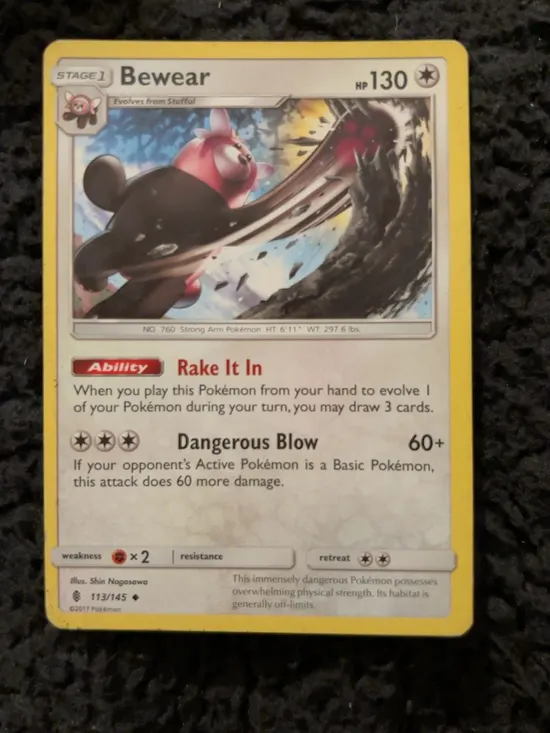 STAGE 1 Bewear HP 130
Evolves from Stufful
NO. 760 Strong Arm Pokémon HT 6'11" WT 297.6 lbs.
Ability Rake It In
When you play this Pokémon from your hand to evolve 1
of your Pokémon during your turn, you may draw 3 cards.
Dangerous Blow 60+
If your opponent's Active Pokémon is a Basic Pokémon,
this attack does 60 more damage.
weakness × 2 resistance retreat
Illus. Shin Nagasawa
113/145
©2017 Pokémon
This immensely dangerous Pokémon possesses
overwhelming physical strength. Its habitat is
generally off-limits.